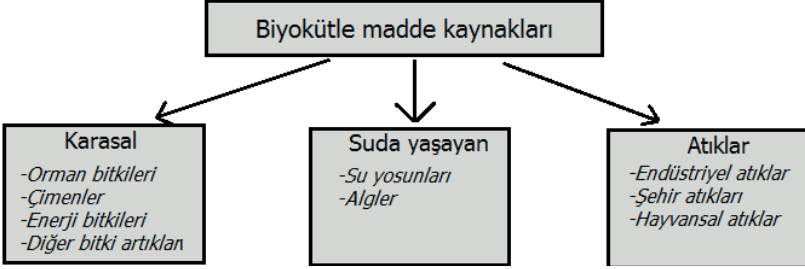 Biyokütle madde kaynakları
Karasal
-Orman bitkileri
-Çimenler
-Enerji bitkileri
-Diğer bitki artıkları
Suda yaşayan
-Su yosunları
-Algler
Atıklar
-Endüstriyel atıklar
-Şehir atıkları
-Hayvansal atıklar